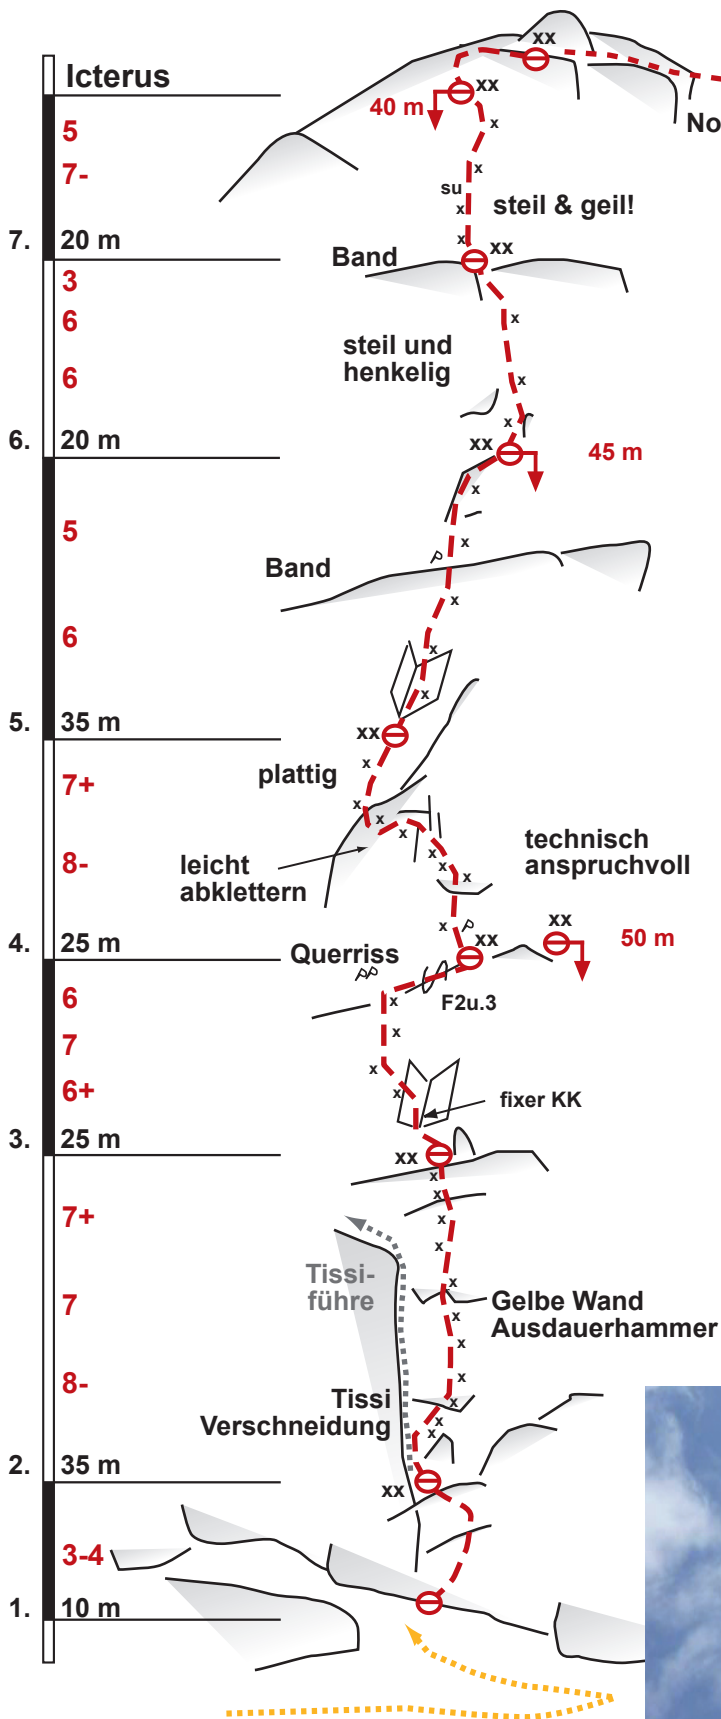 Icterus
xx
xx
40 m
5
No
7-
su
steil & geil!
7.
20 m
xx
Band
3
6
steil und
henkelig
6
6.
20 m
xx
45 m
5
Band
6
5.
35 m
xx
plattig
7+
technisch
anspruchvoll
leicht
abklettern
8-
xx
50 m
4.
25 m
xx
Querriss
6
F2u.3
7
6+
fixer KK
3.
25 m
xx
7+
Tissi-
führe
7
Gelbe Wand
Ausdauerhammer
8-
Tissi
Verschneidung
2.
35 m
xx
3-4
1.
10 m